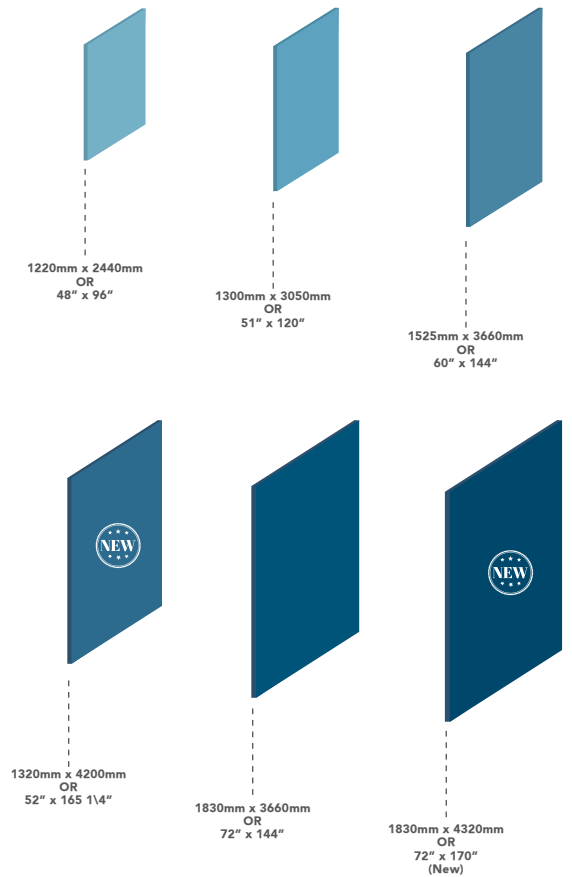 1220mm x 2440mm
OR
48” x 96”
1300mm x 3050mm
OR
51” x 120”
1525mm x 3660mm
OR
60” x 144”
NEW
NEW
1320mm x 4200mm
OR
52” x 165 1\4”
1830mm x 3660mm
OR
72” x 144”
1830mm x 4320mm
OR
72” x 170”
(New)